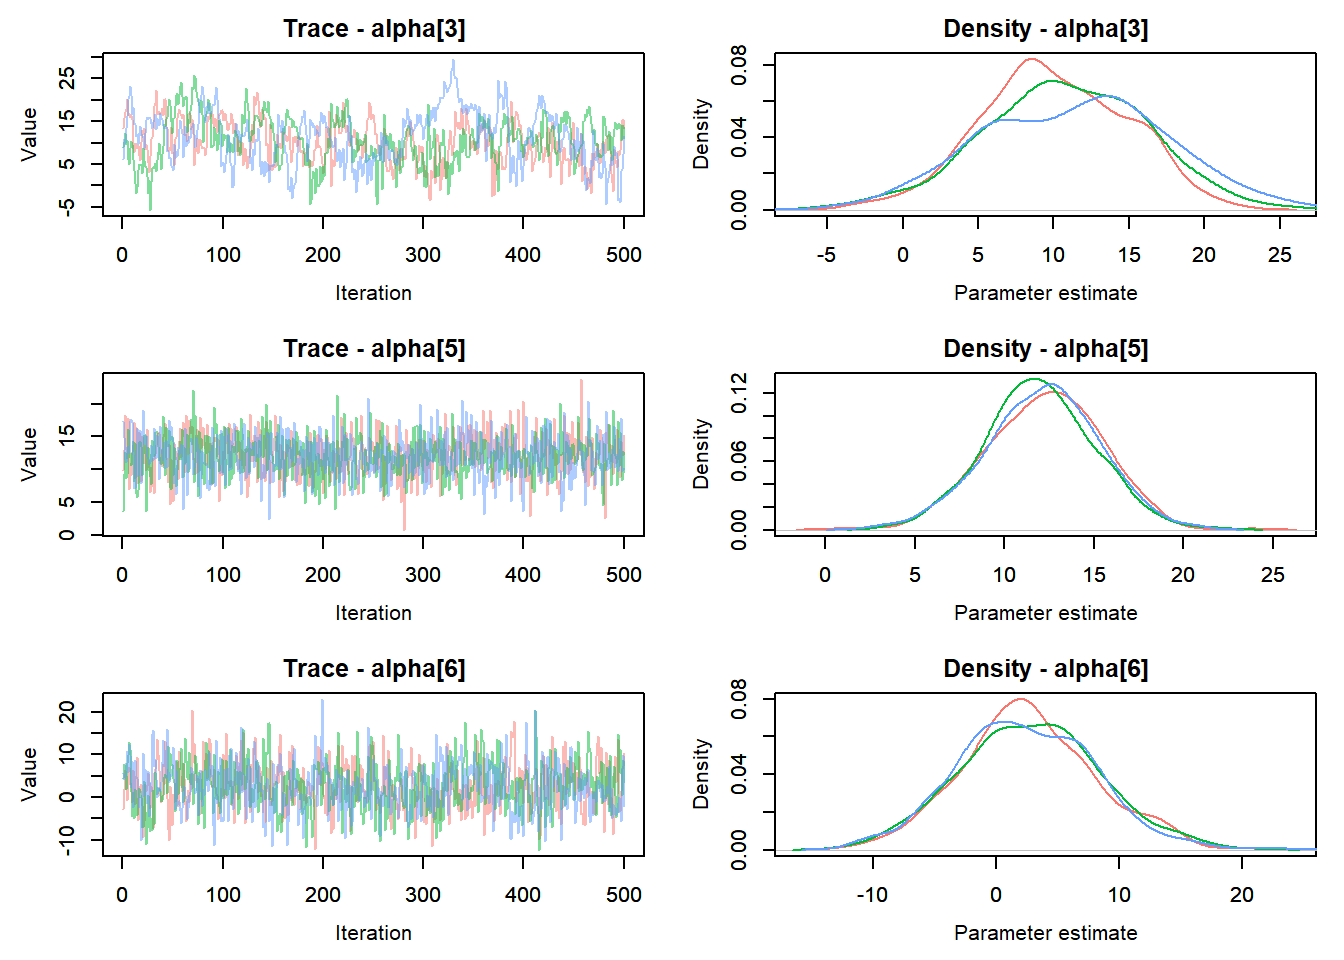 Trace - alpha[3]
Value
-5 5 15 25
0 100 200 300 400 500
Iteration
Density - alpha[3]
Density
0.00 0.04 0.08
-5 0 5 10 15 20 25
Parameter estimate
Trace - alpha[5]
Value
0 5 15
0 100 200 300 400 500
Iteration
Density - alpha[5]
Density
0.00 0.06 0.12
0 5 10 15 20 25
Parameter estimate
Trace - alpha[6]
Value
-10 0 10 20
0 100 200 300 400 500
Iteration
Density - alpha[6]
Density
0.00 0.04 0.08
-10 0 10 20
Parameter estimate